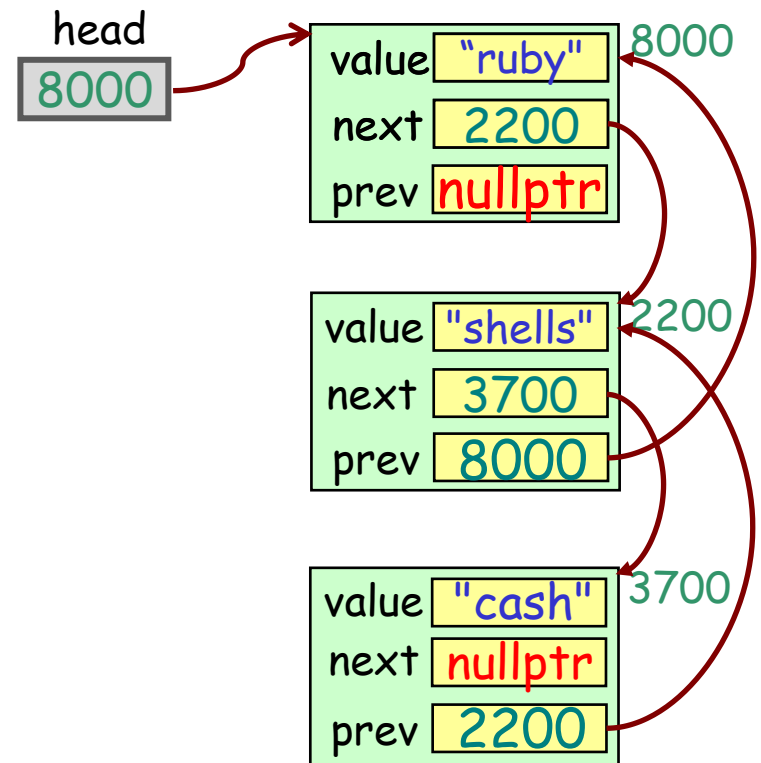 head
8000
8000
value “ruby"
next 2200
prev nullptr
2200
value "shells"
next 3700
prev 8000
3700
value "cash"
next nullptr
prev 2200